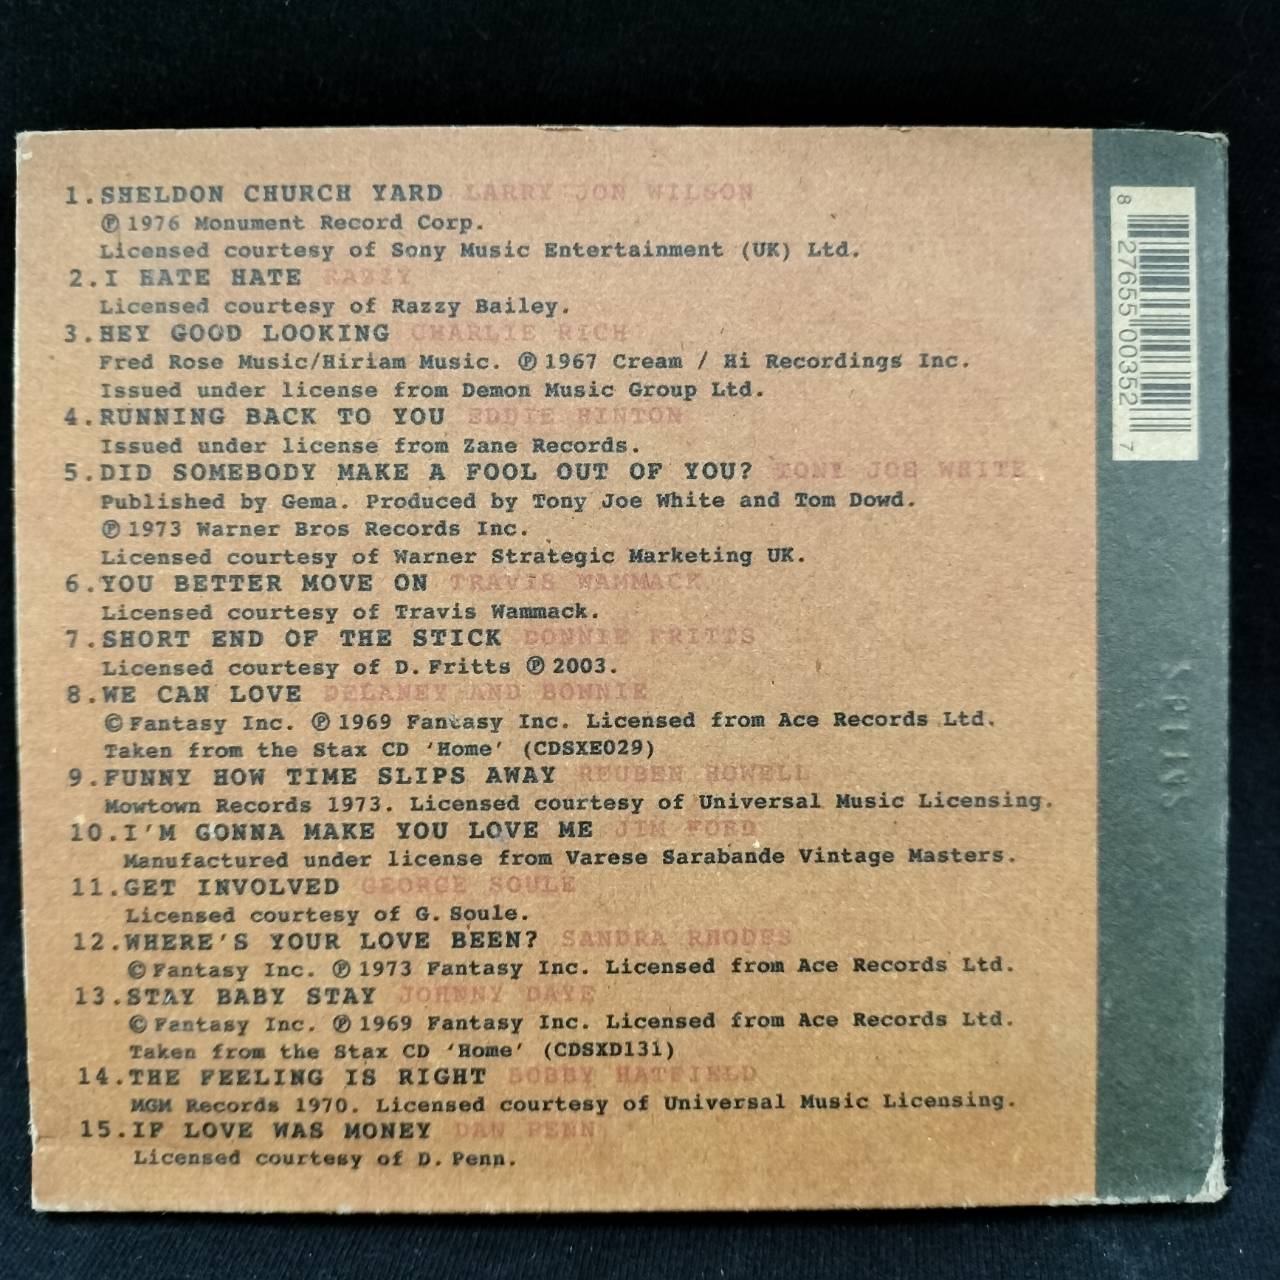 1.SHELDON CHURCH YARD LARRY JON WILSON
Ⓟ 1976 Monument Record Corp.
Licensed courtesy of Sony Music Entertainment (UK) Ltd.
2.I HATE HATE RAZZY
Licensed courtesy of Razzy Bailey.
3.HEY GOOD LOOKING CHARLIE RICH
Fred Rose Music/Hiriam Music. Ⓟ 1967 Cream / Hi Recordings Inc.
Issued under license from Demon Music Group Ltd.
4.RUNNING BACK TO YOU EDDIE HINTON
Issued under license from Zane Records.
5.DID SOMEBODY MAKE A FOOL OUT OF YOU? TONY JOE WHITE
Published by Gema. Produced by Tony Joe White and Tom Dowd.
Ⓟ 1973 Warner Bros Records Inc.
Licensed courtesy of Warner Strategic Marketing UK.
6.YOU BETTER MOVE ON TRAVIS WAMMACK
Licensed courtesy of Travis Wammack.
7.SHORT END OF THE STICK DONNIE FRITTS
Licensed courtesy of D.Fritts Ⓟ 2003.
8.WE CAN LOVE DELANEY AND BONNIE
© Fantasy Inc. Ⓟ 1969 Fantasy Inc. Licensed from Ace Records Ltd.
Taken from the Stax CD 'Home' (CDSXE029)
9.FUNNY HOW TIME SLIPS AWAY REUBEN HOWELL
Mowtown Records 1973. Licensed courtesy of Universal Music Licensing.
10.I'M GONNA MAKE YOU LOVE ME JIM FORD
Manufactured under license from Varese Sarabande Vintage Masters.
11.GET INVOLVED GEORGE SOULE
Licensed courtesy of G. Soule.
12.WHERE'S YOUR LOVE BEEN? SANDRA RHODES
© Fantasy Inc. Ⓟ 1973 Fantasy Inc. Licensed from Ace Records Ltd.
13.STAY BABY STAY JOHNNY DAYE
© Fantasy Inc. Ⓟ 1969 Fantasy Inc. Licensed from Ace Records Ltd.
Taken from the Stax CD 'Home' (CDSXD131)
14.THE FEELING IS RIGHT BOBBY HATFIELD
MGM Records 1970. Licensed courtesy of Universal Music Licensing.
15.IF LOVE WAS MONEY DAN PENN
Licensed courtesy of D. Penn.
8 27655 00352 7